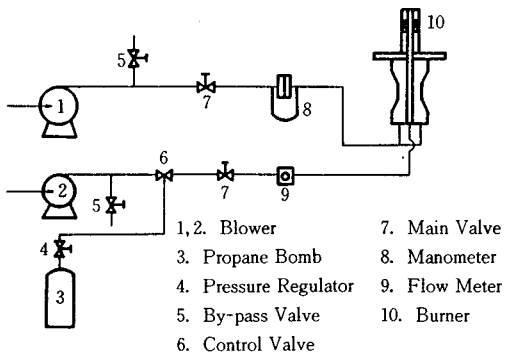 10
5
1
7
8
6
2
5
7
9
4
3
1,2. Blower
3. Propane Bomb
4. Pressure Regulator
5. By-pass Valve
6. Control Valve
7. Main Valve
8. Manometer
9. Flow Meter
10. Burner